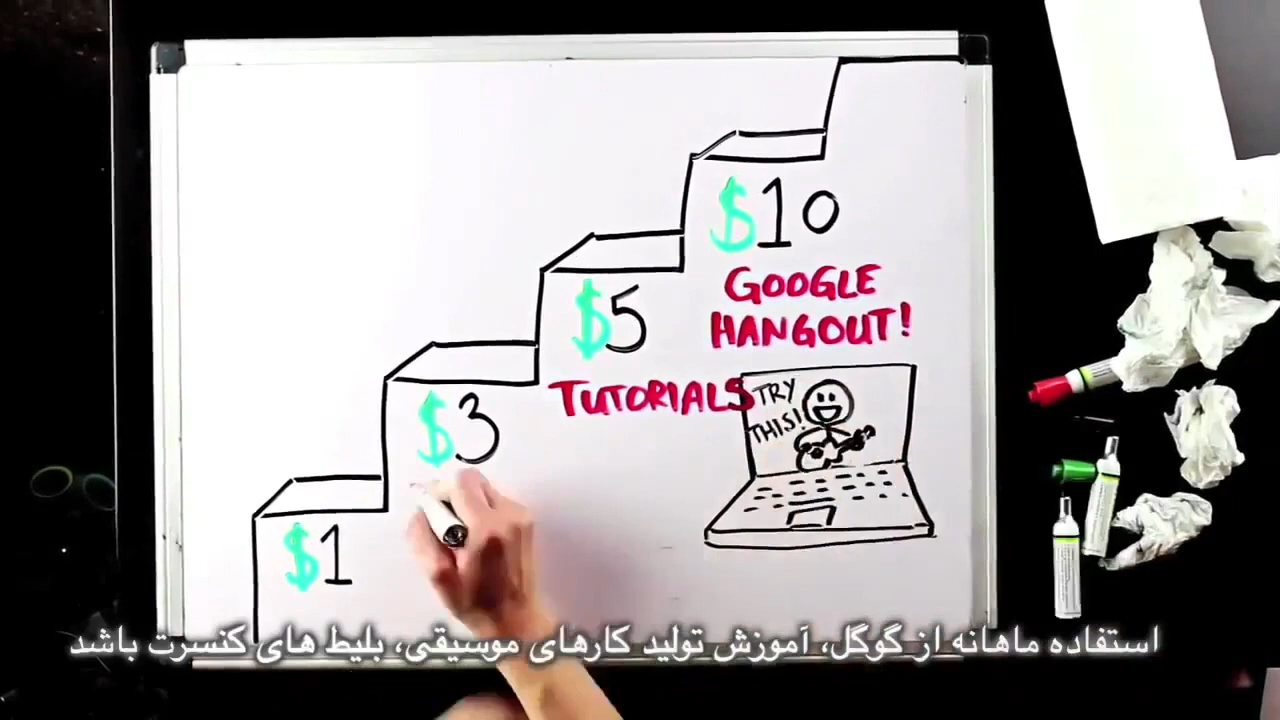 $10
GOOGLE
HANGOUT!
$5
TUTORIALS
TRY
THIS!
$3
$1
استفاده ماهانه از گوگل، آموزش تولید کارهای موسیقی، بلیط های کنسرت باشد